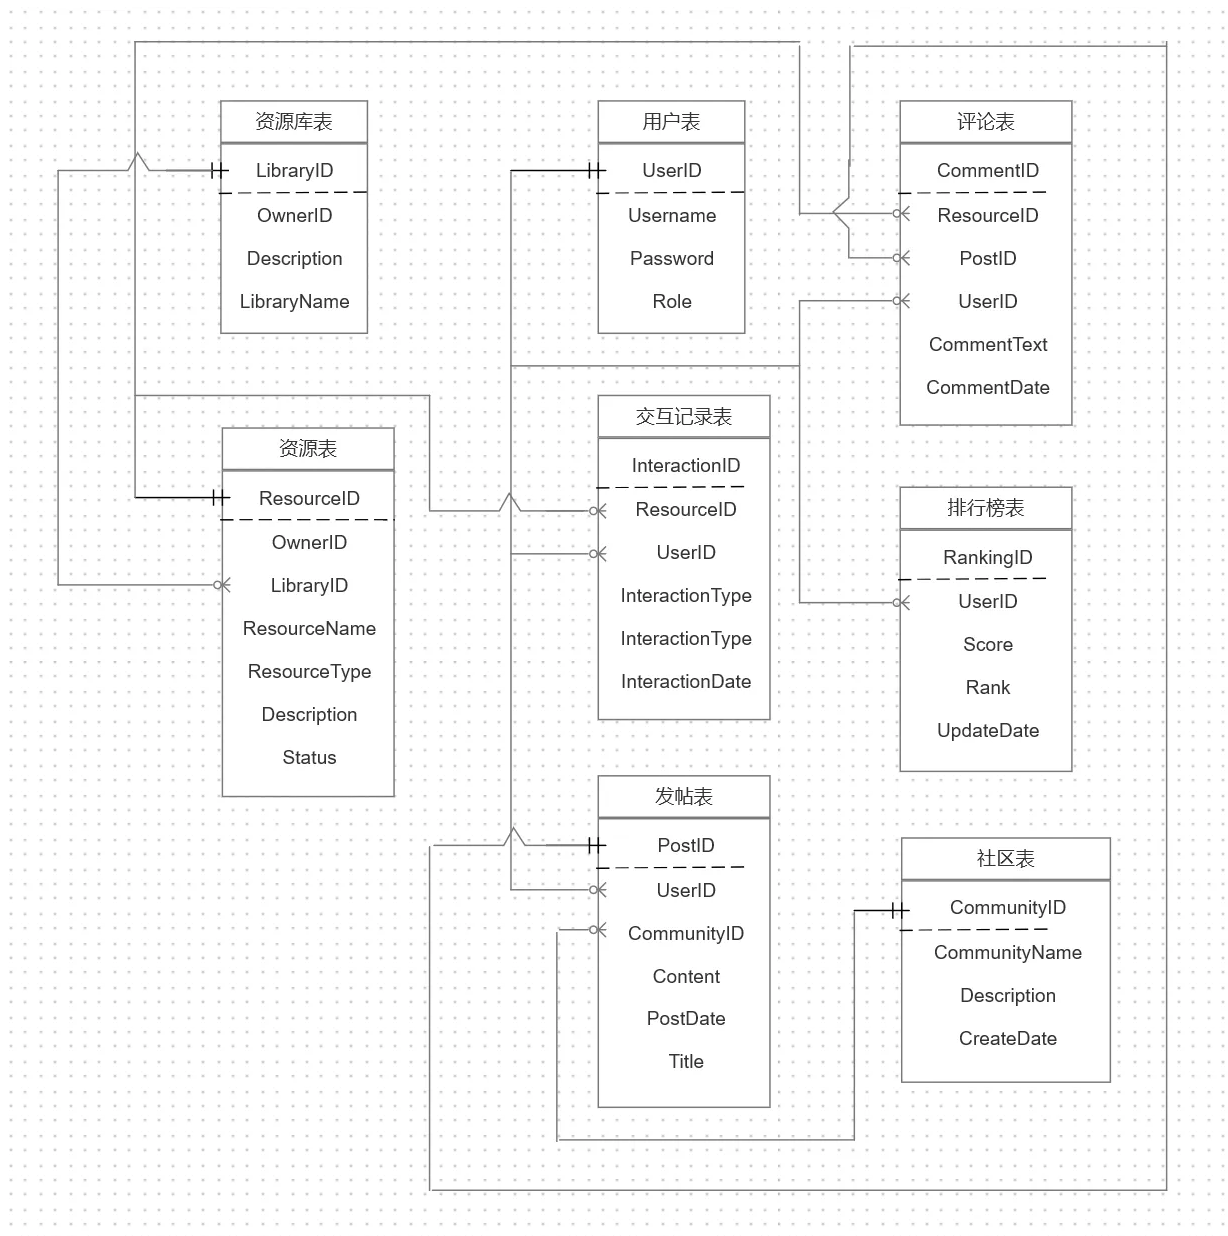 资源库表
LibraryID
OwnerID
Description
LibraryName
用户表
UserID
Username
Password
Role
评论表
CommentID
ResourceID
PostID
UserID
CommentText
CommentDate
资源表
ResourceID
OwnerID
LibraryID
ResourceName
ResourceType
Description
Status
交互记录表
InteractionID
ResourceID
UserID
InteractionType
InteractionType
InteractionDate
排行榜表
RankingID
UserID
Score
Rank
UpdateDate
发帖表
PostID
UserID
CommunityID
Content
PostDate
Title
社区表
CommunityID
CommunityName
Description
CreateDate